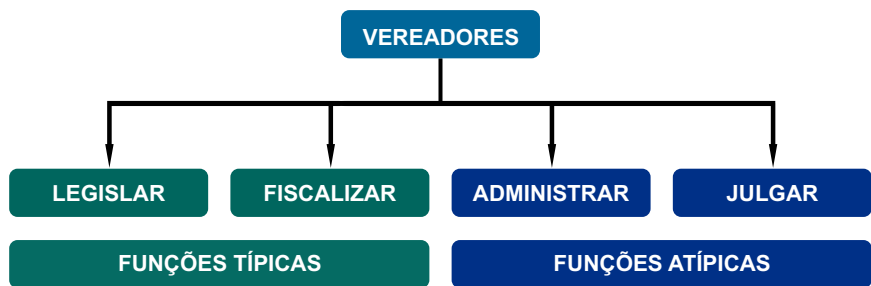 VEREADORES
LEGISLAR
FISCALIZAR
ADMINISTRAR
JULGAR
FUNÇÕES TÍPICAS
FUNÇÕES ATÍPICAS